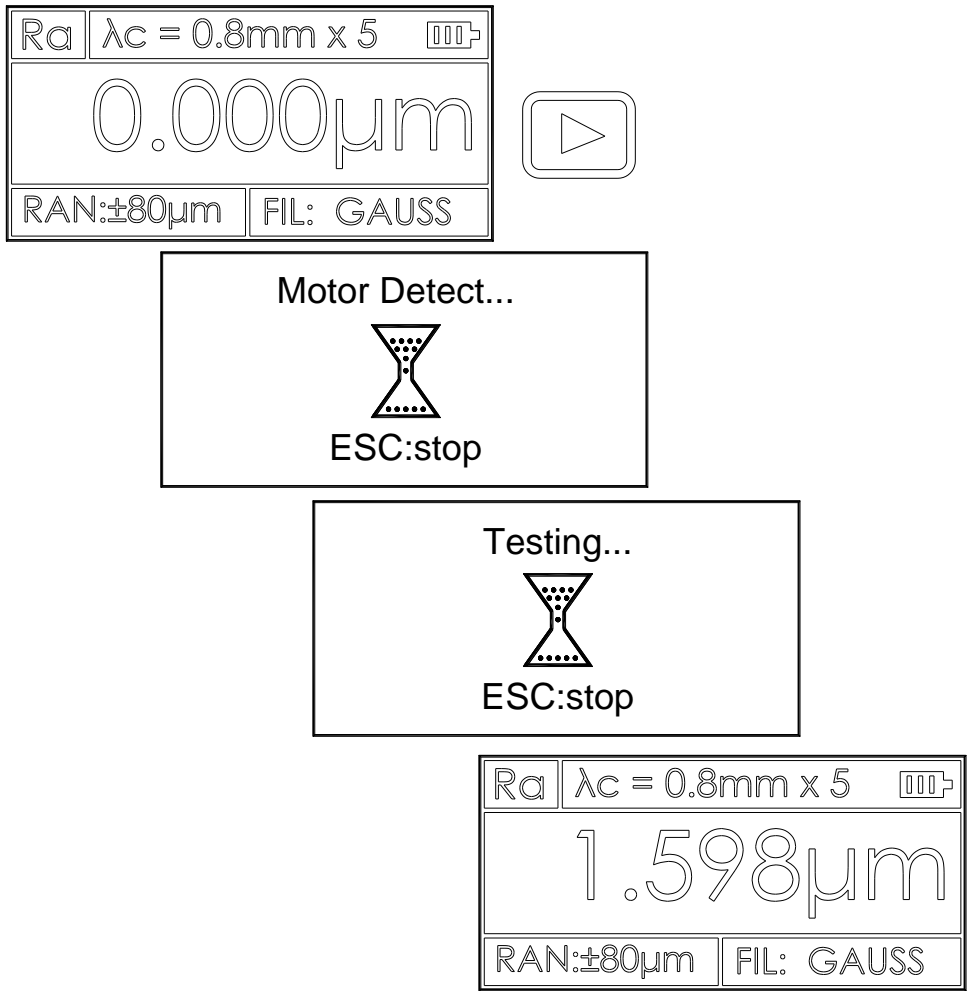 Ra λc = 0.8mm x 5
0.000µm
RAN:±80µm FIL: GAUSS
Motor Detect...
ESC:stop
Testing...
ESC:stop
Ra λc = 0.8mm x 5
1.598µm
RAN:±80µm FIL: GAUSS